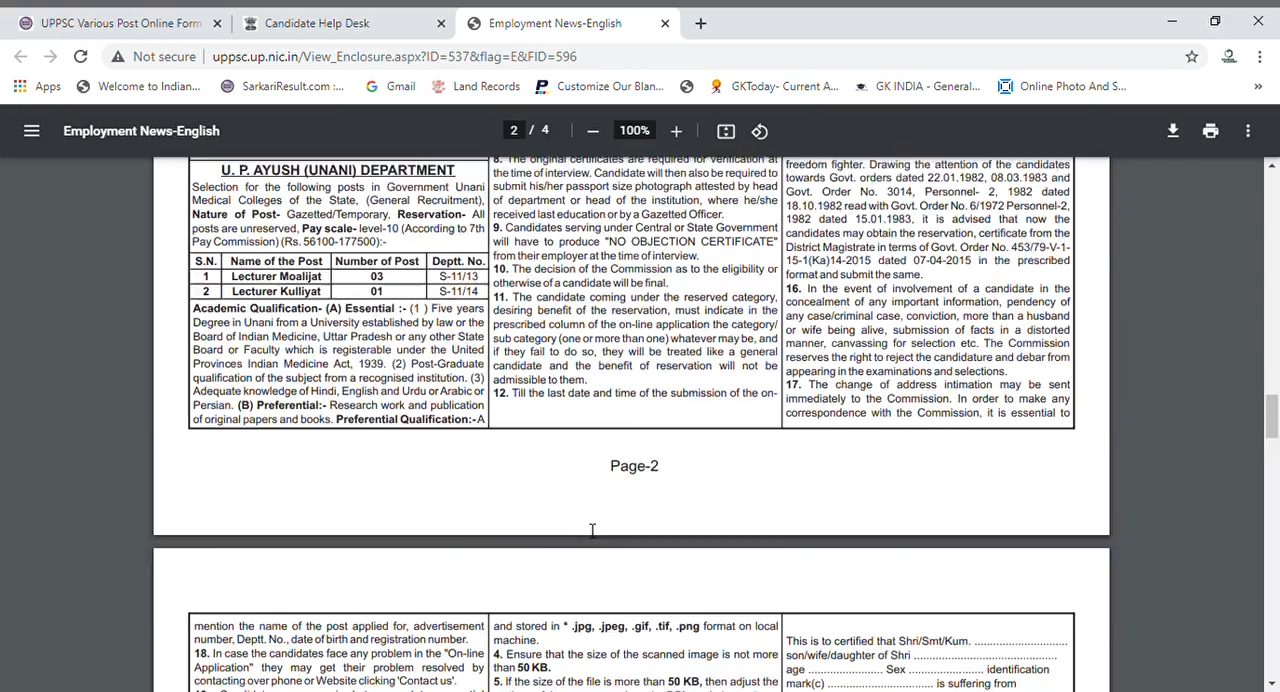 UPPSC Various Post Online Form
Candidate Help Desk
Employment News-English
Not secure
uppsc.up.nic.in/View_Enclosure.aspx?ID=537&flag=E&FID=596
Apps
Welcome to Indian...
SarkariResult.com :...
Gmail
Land Records
Customize Our Blan...
GKToday- Current A...
GK INDIA - General...
Online Photo And S...
»
Employment News-English
2 / 4
100%
U. P. AYUSH (UNANI) DEPARTMENT
Selection for the following posts in Government Unani
Medical Colleges of the State, (General Recruitment),
Nature of Post- Gazetted/Temporary, Reservation- All
posts are unreserved, Pay scale- level-10 (According to 7th
Pay Commission) (Rs. 56100-177500):-
S.N. Name of the Post Number of Post Deptt. No.
1 Lecturer Moalijat 03 S-11/13
2 Lecturer Kulliyat 01 S-11/14
Academic Qualification- (A) Essential :- (1 ) Five years
Degree in Unani from a University established by law or the
Board of Indian Medicine, Uttar Pradesh or any other State
Board or Faculty which is registerable under the United
Provinces Indian Medicine Act, 1939. (2) Post-Graduate
qualification of the subject from a recognised institution. (3)
Adequate knowledge of Hindi, English and Urdu or Arabic or
Persian. (B) Preferential:- Research work and publication
of original papers and books. Preferential Qualification:-A
8. The original certificates are required for verification at
the time of interview. Candidate will then also be required to
submit his/her passport size photograph attested by head
of department or head of the institution, where he/she
received last education or by a Gazetted Officer.
9. Candidates serving under Central or State Government
will have to produce "NO OBJECTION CERTIFICATE"
from their employer at the time of interview.
10. The decision of the Commission as to the eligibility or
otherwise of a candidate will be final.
11. The candidate coming under the reserved category,
desiring benefit of the reservation, must indicate in the
prescribed column of the on-line application the category/
sub category (one or more than one) whatever may be, and
if they fail to do so, they will be treated like a general
candidate and the benefit of reservation will not be
admissible to them.
12. Till the last date and time of the submission of the on-
freedom fighter. Drawing the attention of the candidates
towards Govt. orders dated 22.01.1982, 08.03.1983 and
Govt. Order No. 3014, Personnel- 2, 1982 dated
18.10.1982 read with Govt. Order No. 6/1972 Personnel-2,
1982 dated 15.01.1983, it is advised that now the
candidates may obtain the reservation, certificate from the
District Magistrate in terms of Govt. Order No. 453/79-V-1-
15-1(Ka)14-2015 dated 07-04-2015 in the prescribed
format and submit the same.
16. In the event of involvement of a candidate in the
concealment of any important information, pendency of
any case/criminal case, conviction, more than a husband
or wife being alive, submission of facts in a distorted
manner, canvassing for selection etc. The Commission
reserves the right to reject the candidature and debar from
appearing in the examinations and selections.
17. The change of address intimation may be sent
immediately to the Commission. In order to make any
correspondence with the Commission, it is essential to
Page-2
mention the name of the post applied for, advertisement
number, Deptt. No., date of birth and registration number.
18. In case the candidates face any problem in the "On-line
Application" they may get their problem resolved by
contacting over phone or Website clicking 'Contact us'.
and stored in * .jpg, .jpeg, .gif, .tif, .png format on local
machine.
4. Ensure that the size of the scanned image is not more
than 50 KB.
5. If the size of the file is more than 50 KB, then adjust the
This is to certified that Shri/Smt/Kum. ............................
son/wife/daughter of Shri ............................................
age ................ Sex ...................... identification
mark(c) ................................ is suffering from